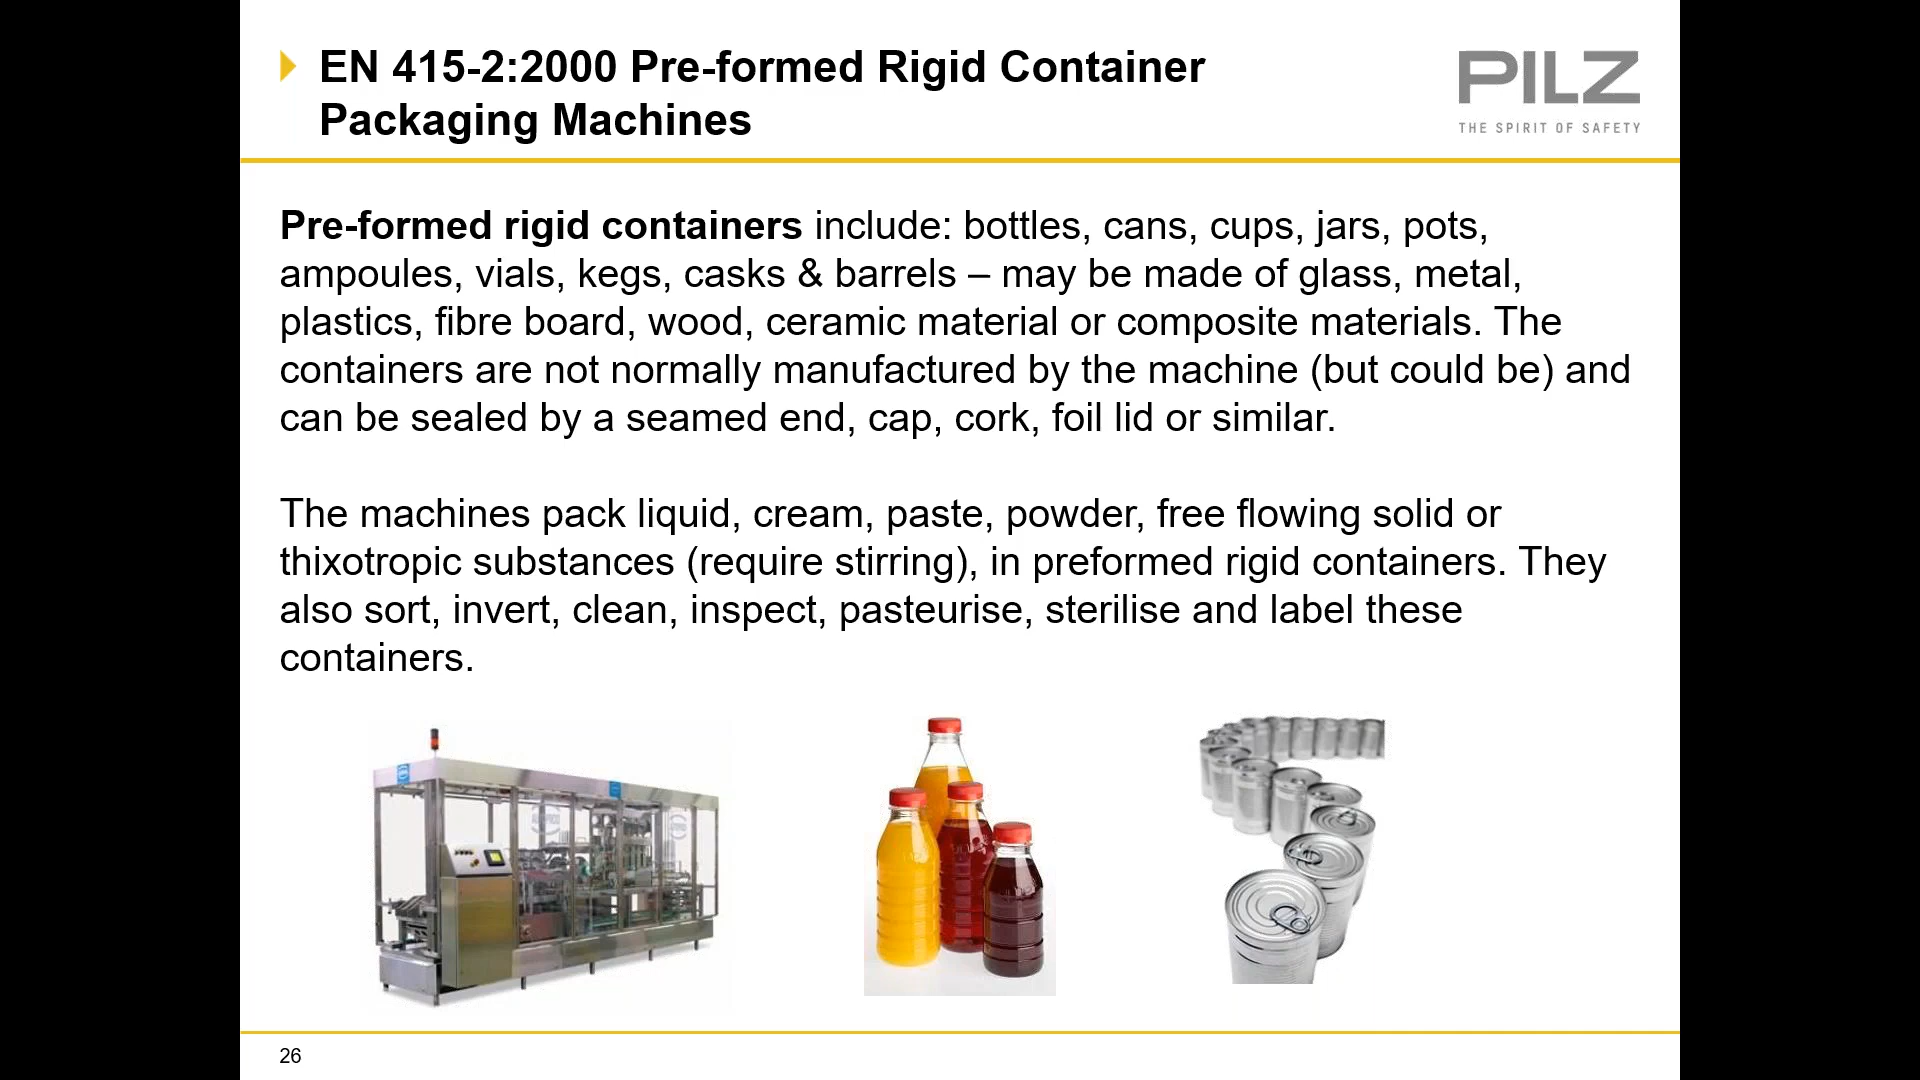 EN 415-2:2000 Pre-formed Rigid Container
Packaging Machines
PILZ
THE SPIRIT OF SAFETY
Pre-formed rigid containers include: bottles, cans, cups, jars, pots,
ampoules, vials, kegs, casks & barrels – may be made of glass, metal,
plastics, fibre board, wood, ceramic material or composite materials. The
containers are not normally manufactured by the machine (but could be) and
can be sealed by a seamed end, cap, cork, foil lid or similar.
The machines pack liquid, cream, paste, powder, free flowing solid or
thixotropic substances (require stirring), in preformed rigid containers. They
also sort, invert, clean, inspect, pasteurise, sterilise and label these
containers.
26